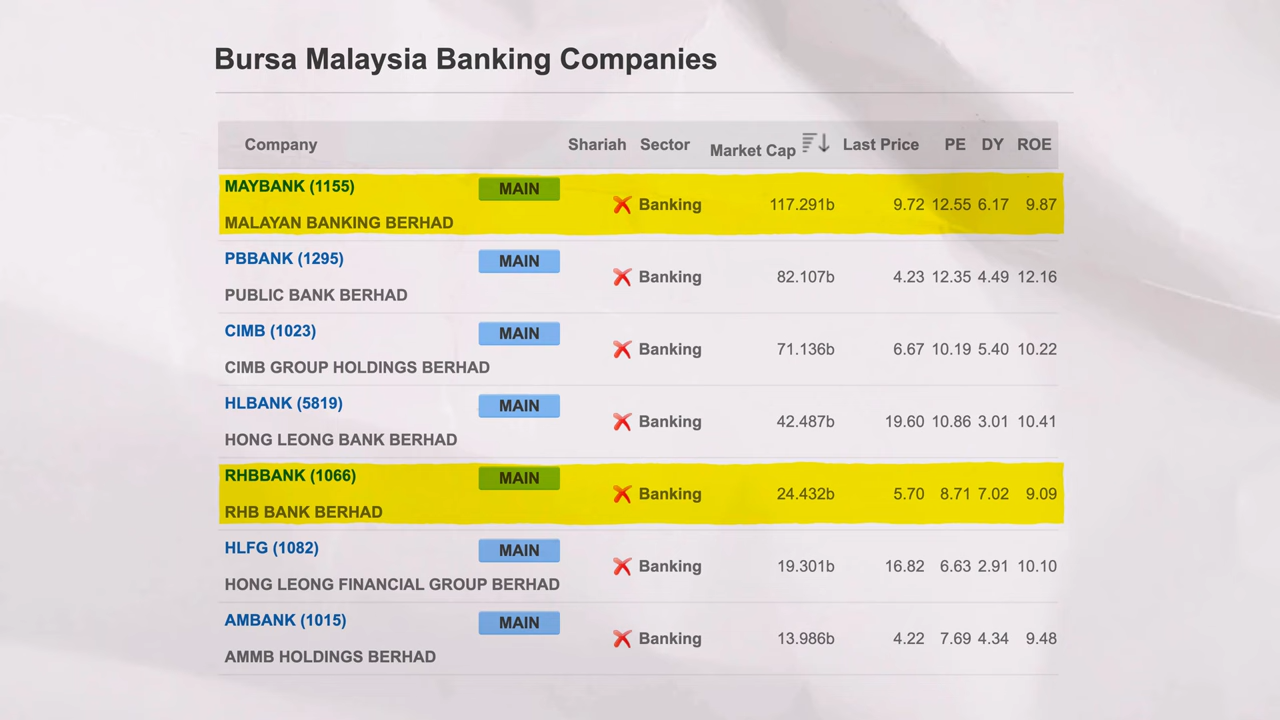 Bursa Malaysia Banking Companies
Company Shariah Sector Market Cap Last Price PE DY ROE
MAYBANK (1155) MAIN
Banking 117.291b 9.72 12.55 6.17 9.87
MALAYAN BANKING BERHAD
PBBANK (1295) MAIN
Banking 82.107b 4.23 12.35 4.49 12.16
PUBLIC BANK BERHAD
CIMB (1023) MAIN
Banking 71.136b 6.67 10.19 5.40 10.22
CIMB GROUP HOLDINGS BERHAD
HLBANK (5819) MAIN
Banking 42.487b 19.60 10.86 3.01 10.41
HONG LEONG BANK BERHAD
RHBBANK (1066) MAIN
Banking 24.432b 5.70 8.71 7.02 9.09
RHB BANK BERHAD
HLFG (1082) MAIN
Banking 19.301b 16.82 6.63 2.91 10.10
HONG LEONG FINANCIAL GROUP BERHAD
AMBANK (1015) MAIN
Banking 13.986b 4.22 7.69 4.34 9.48
AMMB HOLDINGS BERHAD